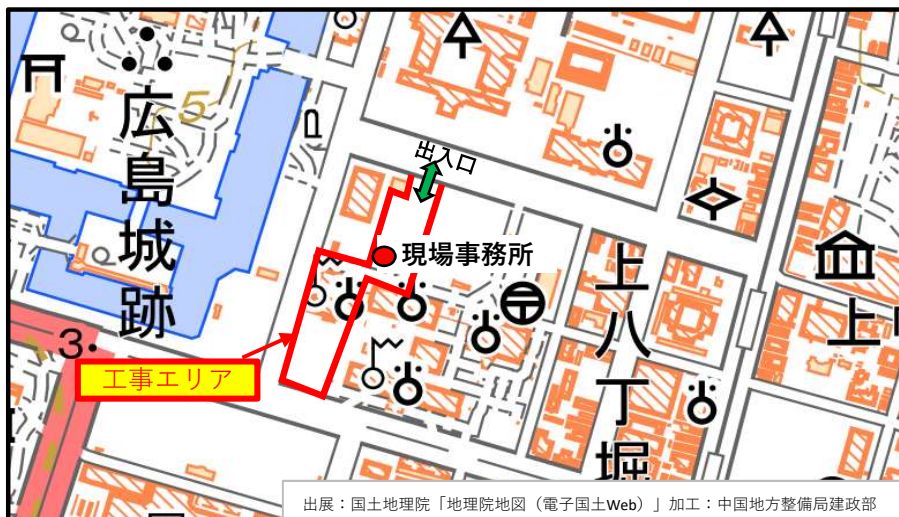 広島城跡
5
出入口
現場事務所
上八丁堀
上
3.
工事エリア
出展:国土地理院「地理院地図(電子国土Web)」加工:中国地方整備局建政部